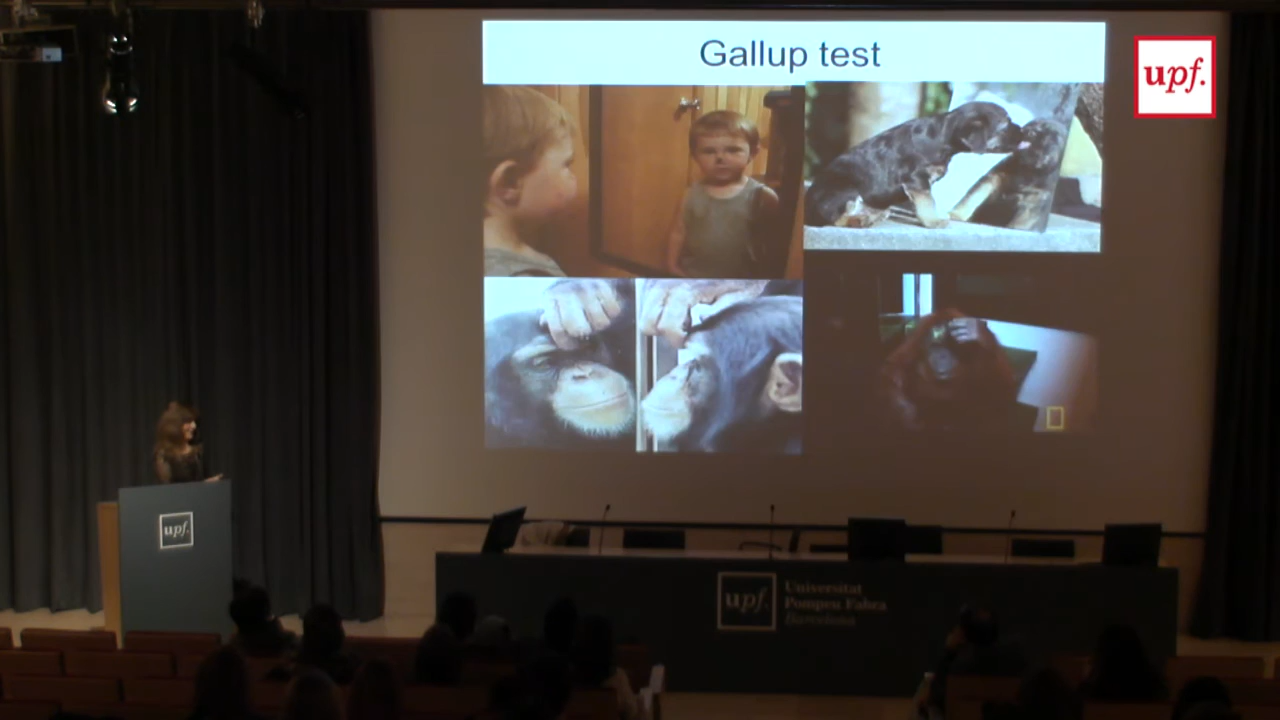 Gallup test
upf.
upf.
upf.
Universitat
Pompeu Fabra
Barcelona